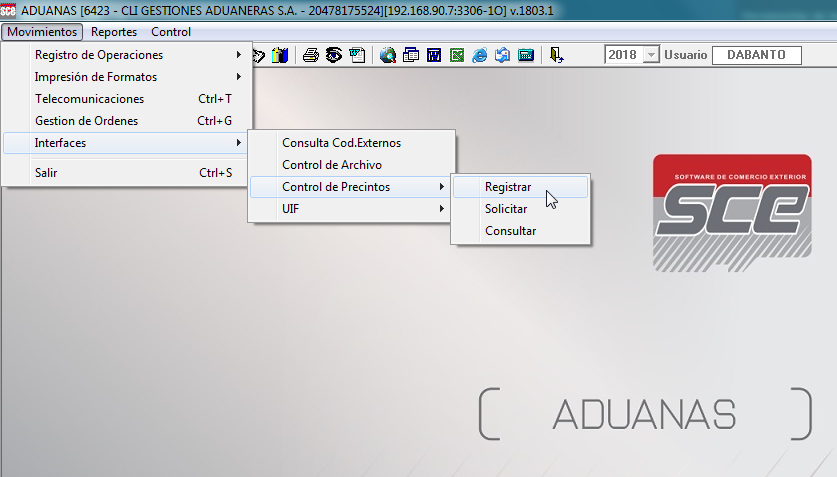 SCE ADUANAS [6423 - CLI GESTIONES ADUANERAS S.A. - 20478175524][192.168.90.7:3306-1O] v.1803.1
Movimientos Reportes Control
2018 Usuario DABANTO
Registro de Operaciones
Impresión de Formatos
Telecomunicaciones Ctrl+T
Gestion de Ordenes Ctrl+G
Interfaces
Salir Ctrl+S
Consulta Cod.Externos
Control de Archivo
Control de Precintos
UIF
Registrar
Solicitar
Consultar
SOFTWARE DE COMERCIO EXTERIOR
SCE
[ ADUANAS ]